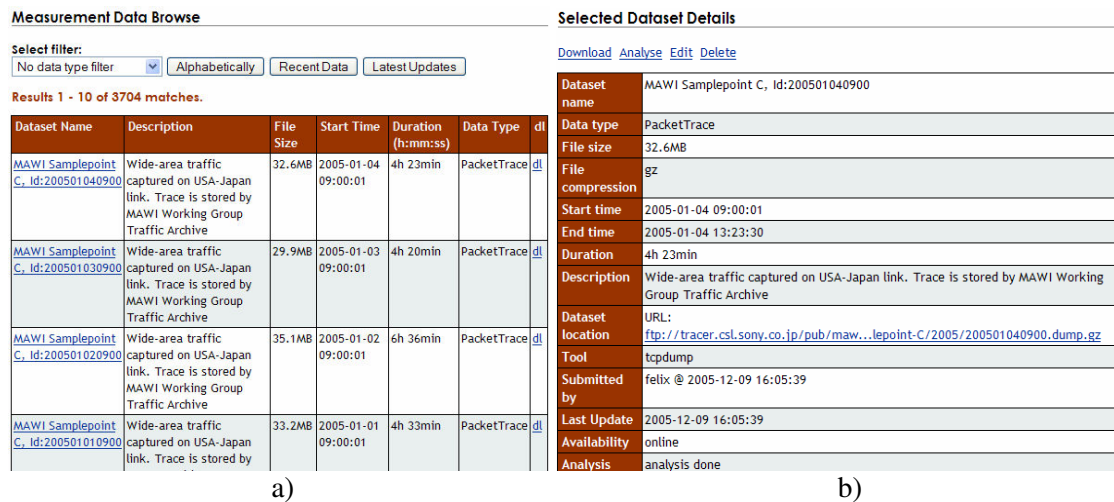 Measurement Data Browse
Select filter:
No data type filter Alphabetically Recent Data Latest Updates
Results 1 - 10 of 3704 matches.
Dataset Name Description File Size Start Time Duration (h:mm:ss) Data Type dl
MAWI Samplepoint C, Id:200501040900 Wide-area traffic captured on USA-Japan link. Trace is stored by MAWI Working Group Traffic Archive 32.6MB 2005-01-04 09:00:01 4h 23min PacketTrace dl
MAWI Samplepoint C, Id:200501030900 Wide-area traffic captured on USA-Japan link. Trace is stored by MAWI Working Group Traffic Archive 29.9MB 2005-01-03 09:00:01 4h 20min PacketTrace dl
MAWI Samplepoint C, Id:200501020900 Wide-area traffic captured on USA-Japan link. Trace is stored by MAWI Working Group Traffic Archive 35.1MB 2005-01-02 09:00:01 6h 36min PacketTrace dl
MAWI Samplepoint C, Id:200501010900 Wide-area traffic captured on USA-Japan link. Trace is stored by 33.2MB 2005-01-01 09:00:01 4h 33min PacketTrace dl
a)
Selected Dataset Details
Download Analyse Edit Delete
Dataset name MAWI Samplepoint C, Id:200501040900
Data type PacketTrace
File size 32.6MB
File compression gz
Start time 2005-01-04 09:00:01
End time 2005-01-04 13:23:30
Duration 4h 23min
Description Wide-area traffic captured on USA-Japan link. Trace is stored by MAWI Working Group Traffic Archive
Dataset location URL: ftp://tracer.csl.sony.co.jp/pub/maw...lepoint-C/2005/200501040900.dump.gz
Tool tcpdump
Submitted by felix @ 2005-12-09 16:05:39
Last Update 2005-12-09 16:05:39
Availability online
Analysis analysis done
b)